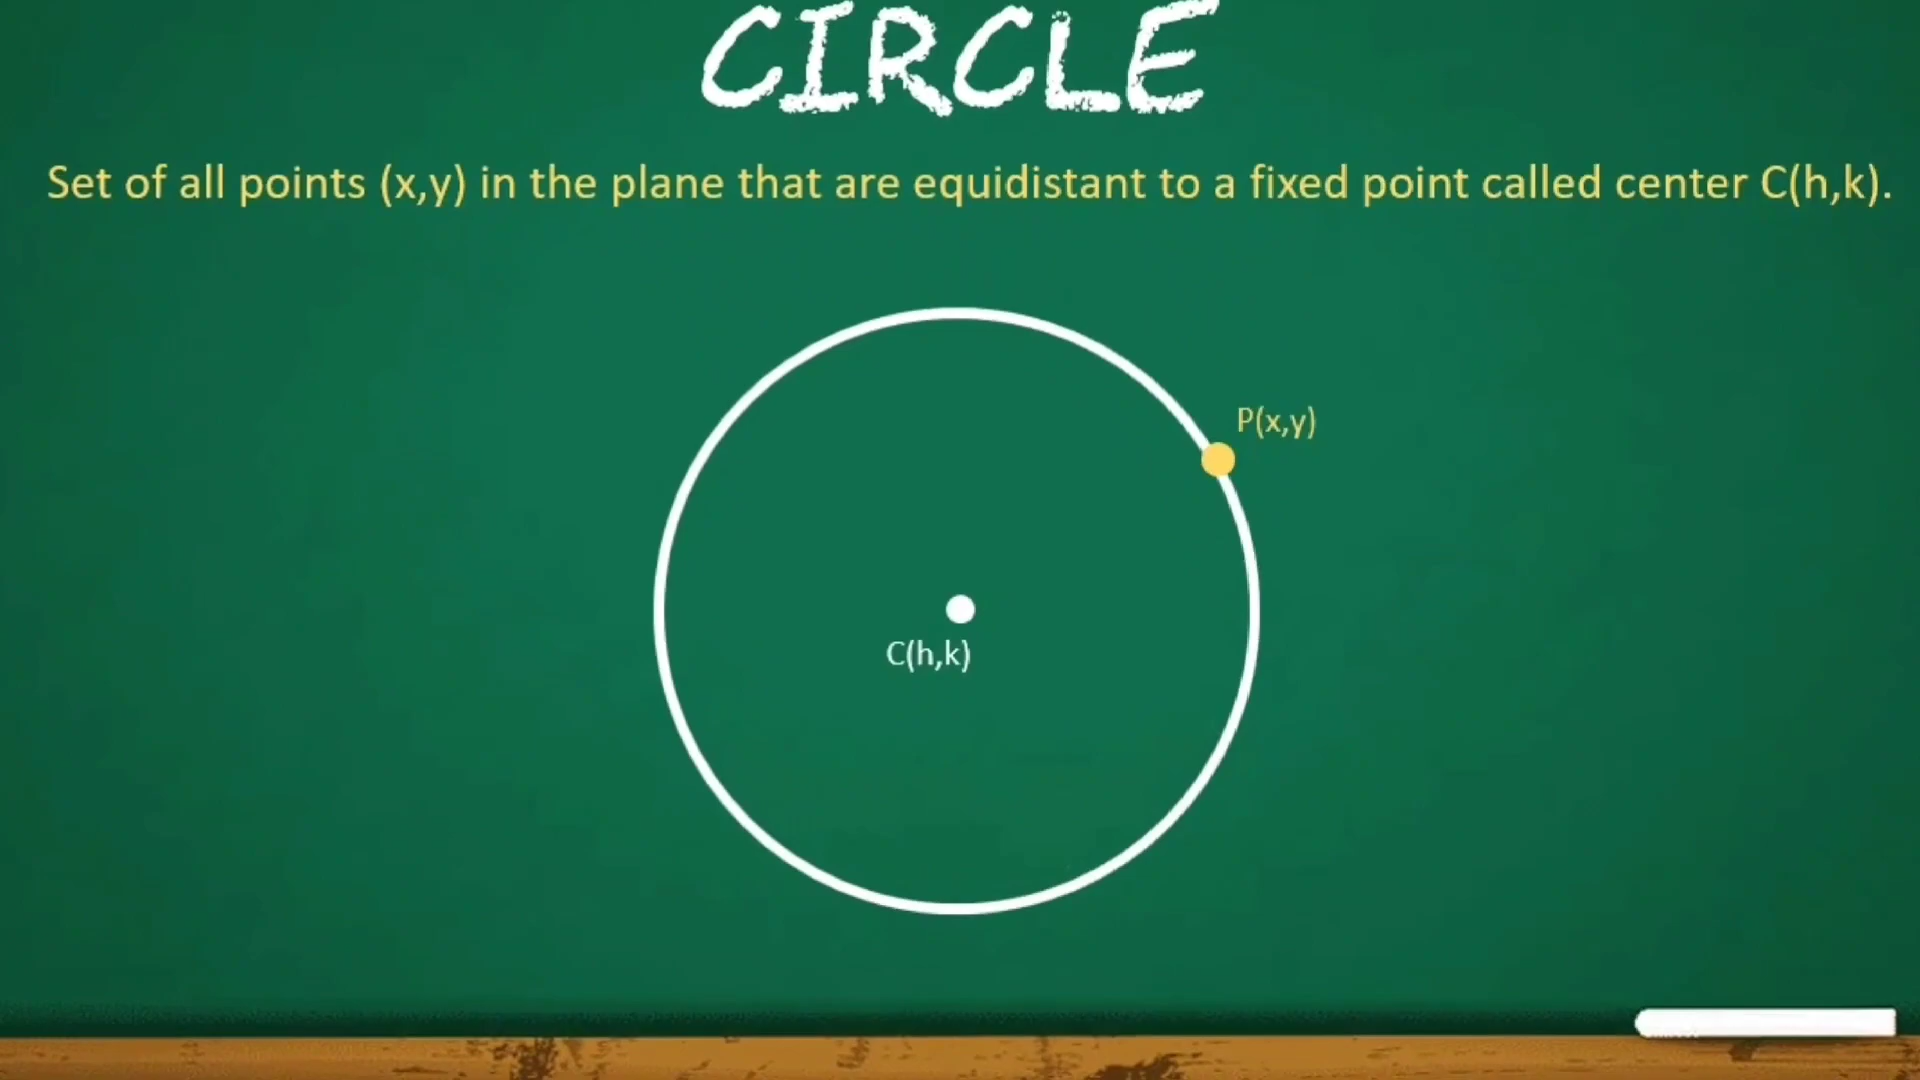 CIRCLE
Set of all points (x,y) in the plane that are equidistant to a fixed point called center C(h,k).
P(x,y)
C(h,k)